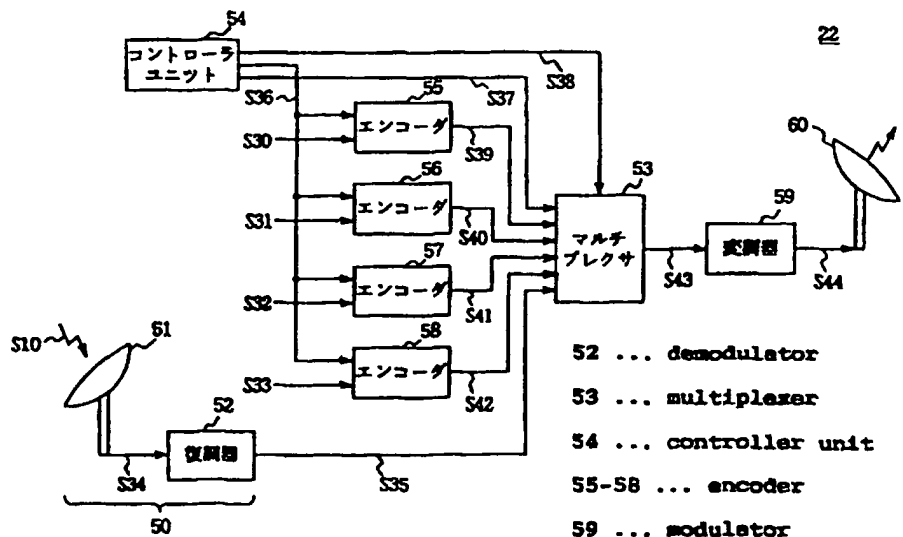 54
22
コントローラ
ユニット
S38
S37
S36
55
エンコーダ
S30
S39
60
56
エンコーダ
53
S31
S40
マルチ
プレクサ
59
変調器
57
エンコーダ
S43
S44
S32
S41
51
S10
58
エンコーダ
S33
S42
52
復調器
S34
S35
50
52 ... demodulator
53 ... multiplexer
54 ... controller unit
55-58 ... encoder
59 ... modulator